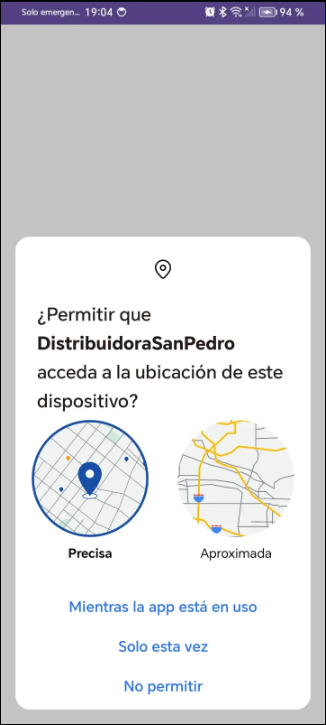 Solo emergen... 19:04 94 %
¿Permitir que
DistribuidoraSanPedro
acceda a la ubicación de este
dispositivo?
Precisa Aproximada
Mientras la app está en uso
Solo esta vez
No permitir